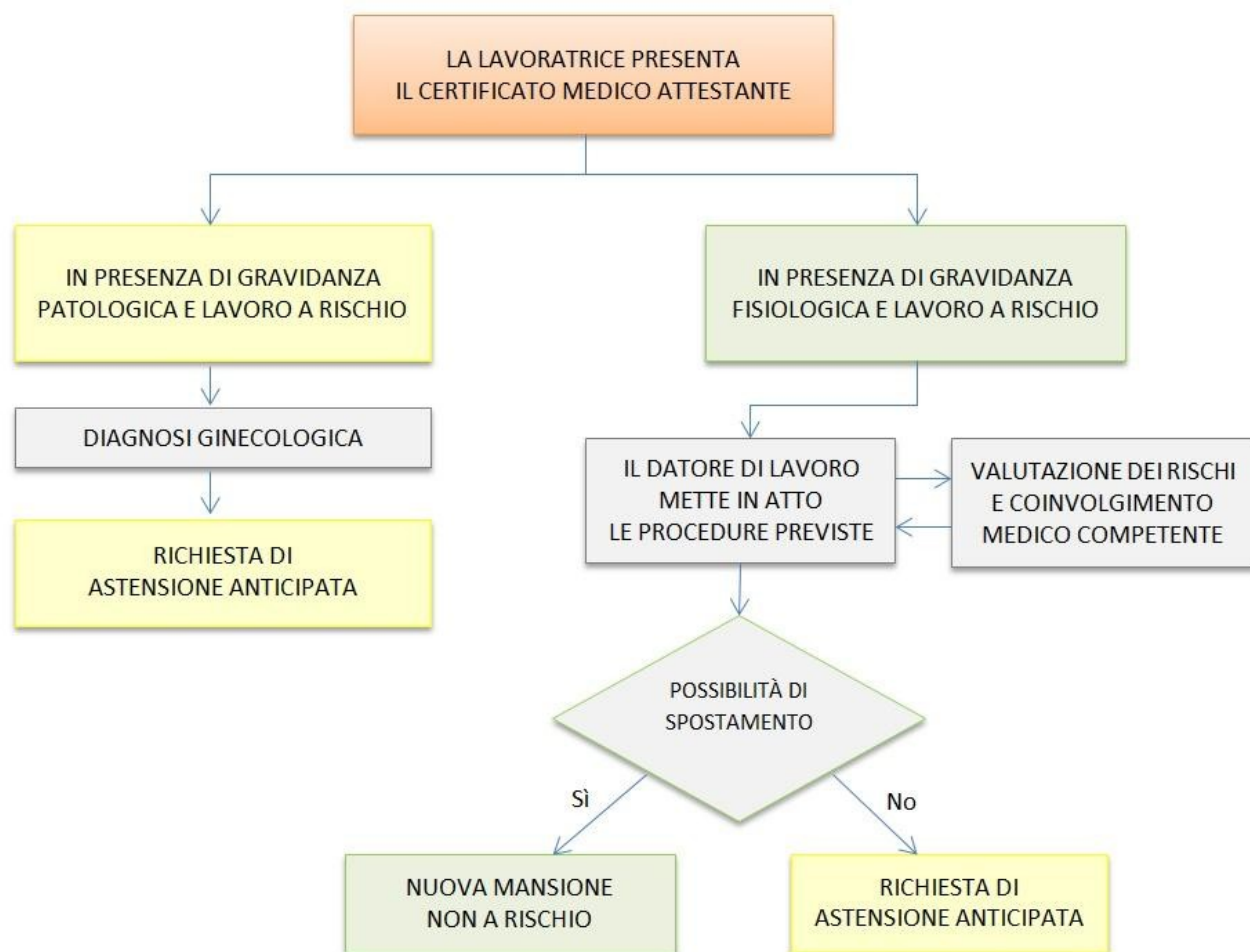 LA LAVORATRICE PRESENTA
IL CERTIFICATO MEDICO ATTESTANTE
IN PRESENZA DI GRAVIDANZA
PATOLOGICA E LAVORO A RISCHIO
IN PRESENZA DI GRAVIDANZA
FISIOLOGICA E LAVORO A RISCHIO
DIAGNOSI GINECOLOGICA
IL DATORE DI LAVORO
METTE IN ATTO
LE PROCEDURE PREVISTE
VALUTAZIONE DEI RISCHI
E COINVOLGIMENTO
MEDICO COMPETENTE
RICHIESTA DI
ASTENSIONE ANTICIPATA
POSSIBILITÀ DI
SPOSTAMENTO
Sì
No
NUOVA MANSIONE
NON A RISCHIO
RICHIESTA DI
ASTENSIONE ANTICIPATA